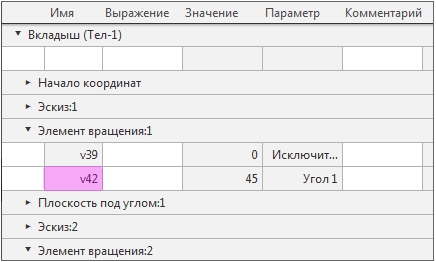 Имя Выражение Значение Параметр Комментарий
Вкладыш (Тел-1)
Начало координат
Эскиз:1
Элемент вращения:1
v39 0 Исключит...
v42 45 Угол 1
Плоскость под углом:1
Эскиз:2
Элемент вращения:2